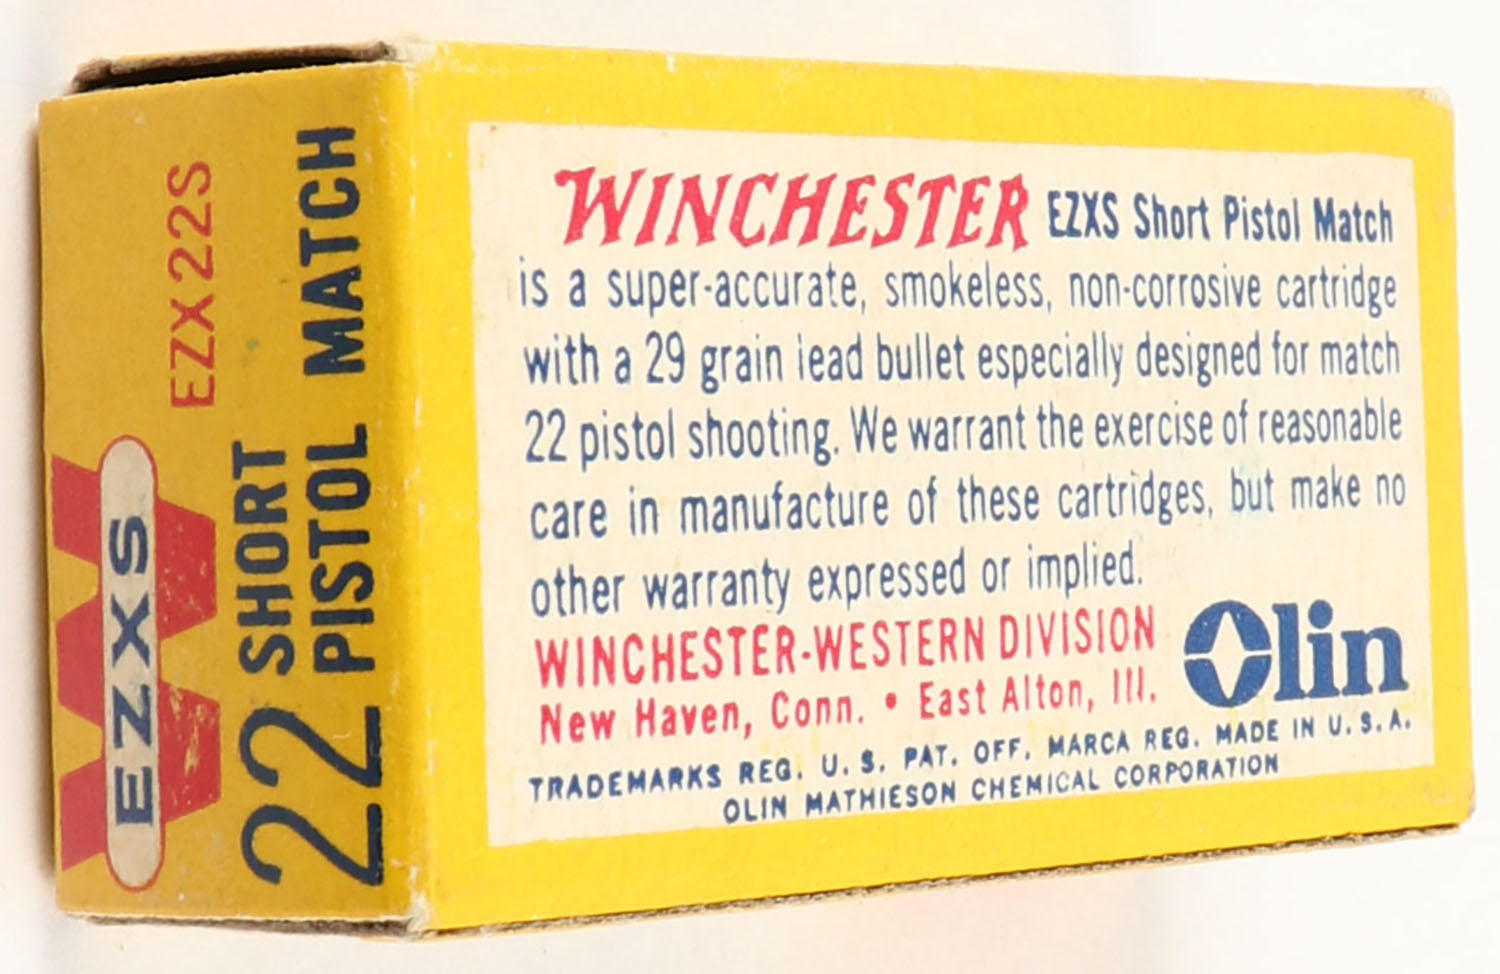 W
EZXS
EZX22S
22 SHORT
PISTOL MATCH
WINCHESTER EZXS Short Pistol Match
is a super-accurate, smokeless, non-corrosive cartridge
with a 29 grain lead bullet especially designed for match
22 pistol shooting. We warrant the exercise of reasonable
care in manufacture of these cartridges, but make no
other warranty expressed or implied.
WINCHESTER-WESTERN DIVISION
New Haven, Conn. • East Alton, Ill.
Olin
TRADEMARKS REG. U. S. PAT. OFF. MARCA REG. MADE IN U. S. A.
OLIN MATHIESON CHEMICAL CORPORATION